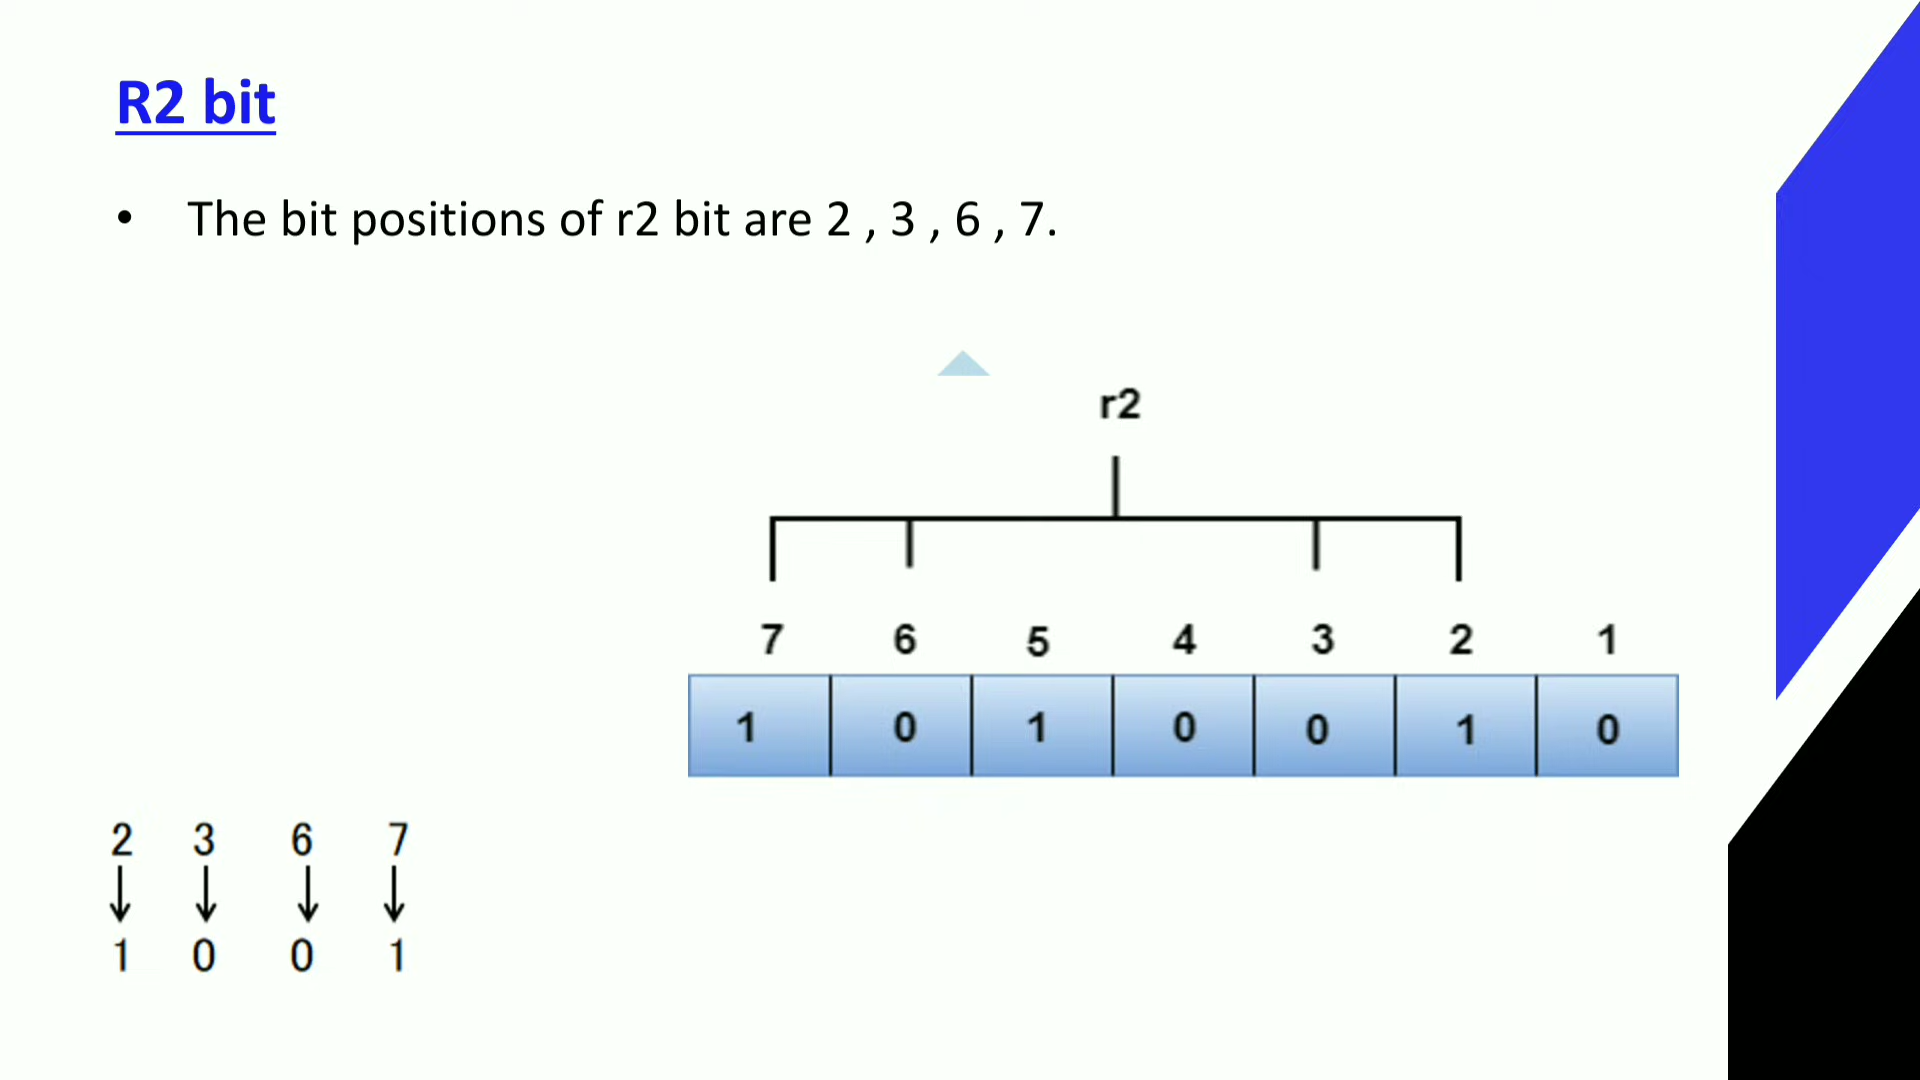 R2 bit
• The bit positions of r2 bit are 2 , 3 , 6 , 7.
r2
7 6 5 4 3 2 1
1 0 1 0 0 1 0
2 3 6 7
1 0 0 1